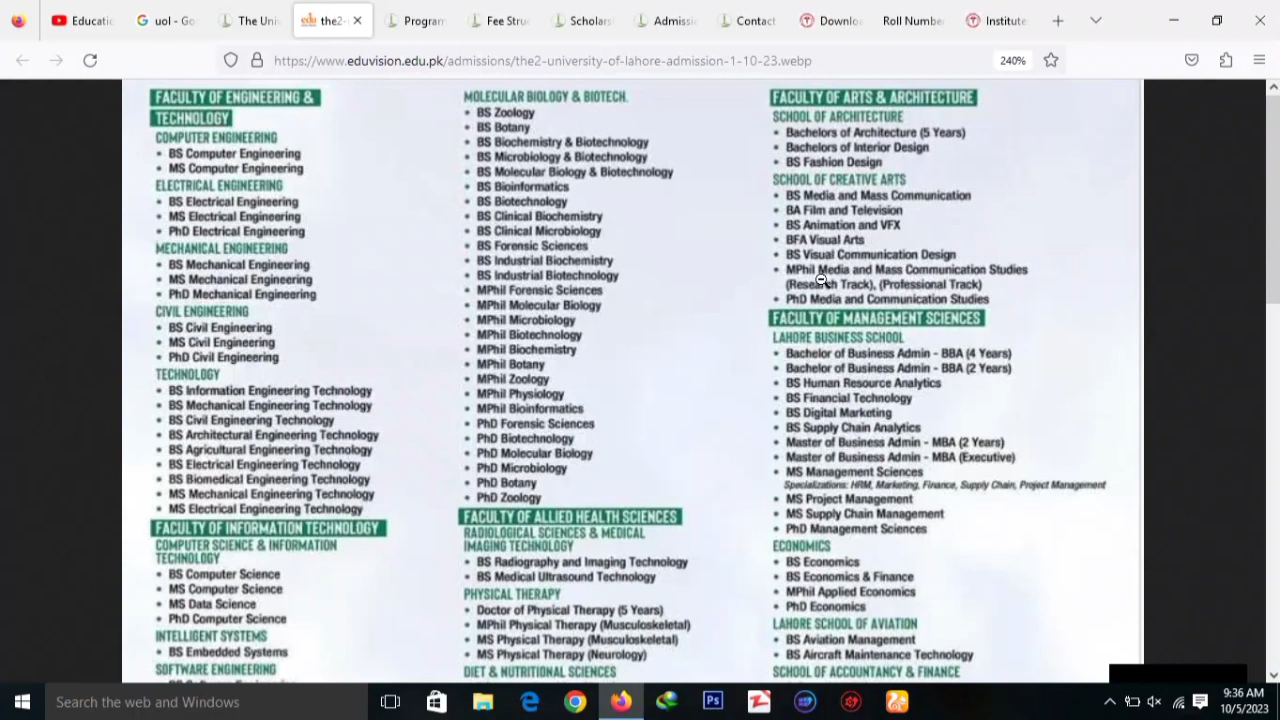 Educatio
uol - Go
The Univ
the2-u
Program
Fee Stru
Scholars
Admissi
Contact
Downlo
Roll Numbe
Institute
https://www.eduvision.edu.pk/admissions/the2-university-of-lahore-admission-1-10-23.webp
240%
FACULTY OF ENGINEERING &
TECHNOLOGY
COMPUTER ENGINEERING
• BS Computer Engineering
• MS Computer Engineering
ELECTRICAL ENGINEERING
• BS Electrical Engineering
• MS Electrical Engineering
• PhD Electrical Engineering
MECHANICAL ENGINEERING
• BS Mechanical Engineering
• MS Mechanical Engineering
• PhD Mechanical Engineering
CIVIL ENGINEERING
• BS Civil Engineering
• MS Civil Engineering
• PhD Civil Engineering
TECHNOLOGY
• BS Information Engineering Technology
• BS Mechanical Engineering Technology
• BS Civil Engineering Technology
• BS Architectural Engineering Technology
• BS Agricultural Engineering Technology
• BS Electrical Engineering Technology
• BS Biomedical Engineering Technology
• MS Mechanical Engineering Technology
• MS Electrical Engineering Technology
FACULTY OF INFORMATION TECHNOLOGY
COMPUTER SCIENCE & INFORMATION
TECHNOLOGY
• BS Computer Science
• MS Computer Science
• MS Data Science
• PhD Computer Science
INTELLIGENT SYSTEMS
• BS Embedded Systems
SOFTWARE ENGINEERING
MOLECULAR BIOLOGY & BIOTECH.
• BS Zoology
• BS Botany
• BS Biochemistry & Biotechnology
• BS Microbiology & Biotechnology
• BS Molecular Biology & Biotechnology
• BS Bioinformatics
• BS Biotechnology
• BS Clinical Biochemistry
• BS Clinical Microbiology
• BS Forensic Sciences
• BS Industrial Biochemistry
• BS Industrial Biotechnology
• MPhil Forensic Sciences
• MPhil Molecular Biology
• MPhil Microbiology
• MPhil Biotechnology
• MPhil Biochemistry
• MPhil Botany
• MPhil Zoology
• MPhil Physiology
• MPhil Bioinformatics
• PhD Forensic Sciences
• PhD Biotechnology
• PhD Molecular Biology
• PhD Microbiology
• PhD Botany
• PhD Zoology
FACULTY OF ALLIED HEALTH SCIENCES
RADIOLOGICAL SCIENCES & MEDICAL
IMAGING TECHNOLOGY
• BS Radiography and Imaging Technology
• BS Medical Ultrasound Technology
PHYSICAL THERAPY
• Doctor of Physical Therapy (5 Years)
• MPhil Physical Therapy (Musculoskeletal)
• MS Physical Therapy (Musculoskeletal)
• MS Physical Therapy (Neurology)
DIET & NUTRITIONAL SCIENCES
FACULTY OF ARTS & ARCHITECTURE
SCHOOL OF ARCHITECTURE
• Bachelors of Architecture (5 Years)
• Bachelors of Interior Design
• BS Fashion Design
SCHOOL OF CREATIVE ARTS
• BS Media and Mass Communication
• BA Film and Television
• BS Animation and VFX
• BFA Visual Arts
• BS Visual Communication Design
• MPhil Media and Mass Communication Studies
(Research Track), (Professional Track)
• PhD Media and Communication Studies
FACULTY OF MANAGEMENT SCIENCES
LAHORE BUSINESS SCHOOL
• Bachelor of Business Admin - BBA (4 Years)
• Bachelor of Business Admin - BBA (2 Years)
• BS Human Resource Analytics
• BS Financial Technology
• BS Digital Marketing
• BS Supply Chain Analytics
• Master of Business Admin - MBA (2 Years)
• Master of Business Admin - MBA (Executive)
• MS Management Sciences
Specializations: HRM, Marketing, Finance, Supply Chain, Project Management
• MS Project Management
• MS Supply Chain Management
• PhD Management Sciences
ECONOMICS
• BS Economics
• BS Economics & Finance
• MPhil Applied Economics
• PhD Economics
LAHORE SCHOOL OF AVIATION
• BS Aviation Management
• BS Aircraft Maintenance Technology
SCHOOL OF ACCOUNTANCY & FINANCE
Search the web and Windows
9:36 AM
10/5/2023